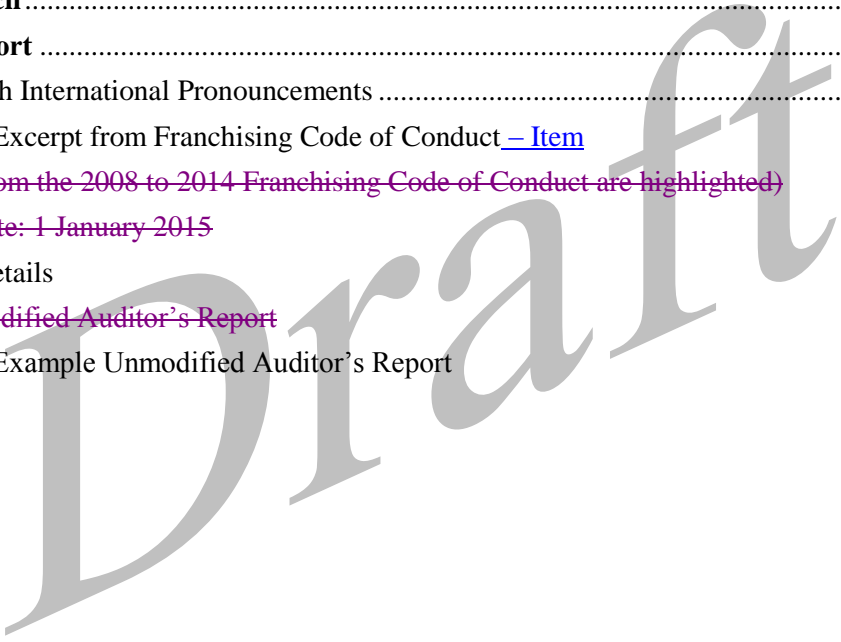 ort
h International Pronouncements
Excerpt from Franchising Code of Conduct – Item
om the 2008 to 2014 Franchising Code of Conduct are highlighted)
te: 1 January 2015
etails
dified Auditor's Report
Example Unmodified Auditor's Report
Draft